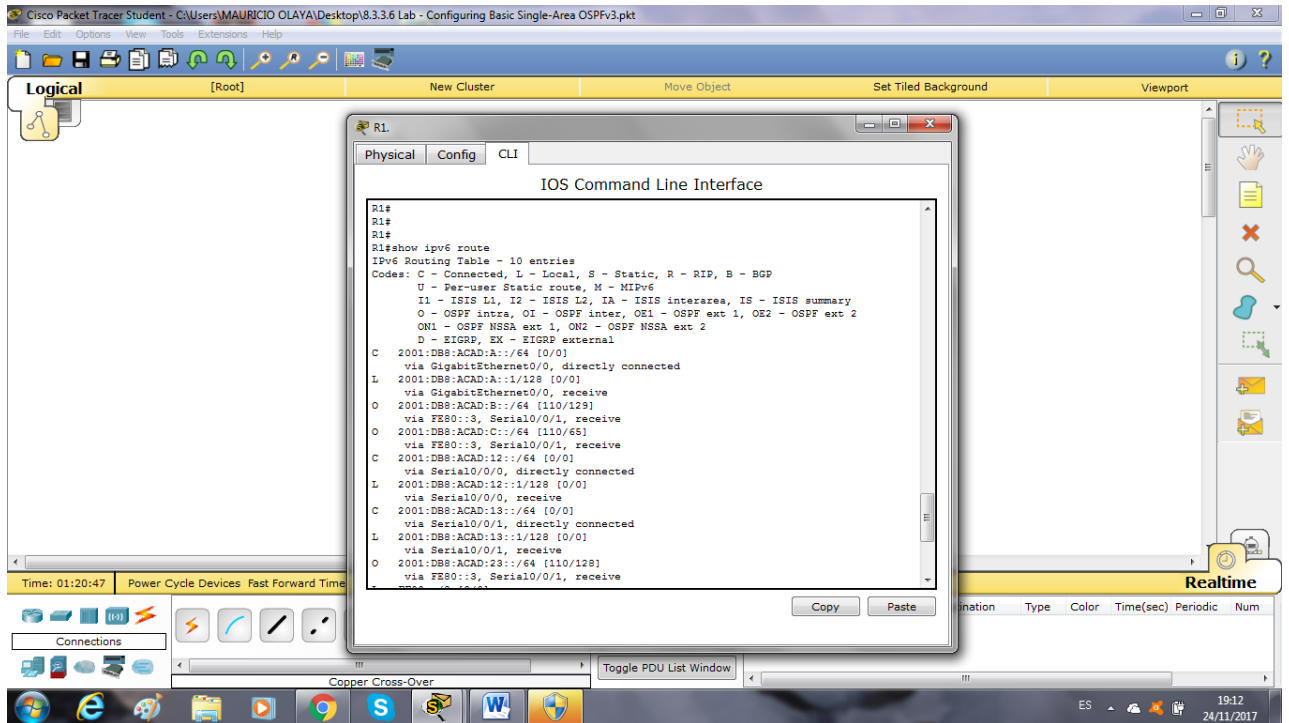 Cisco Packet Tracer Student - C:\Users\MAURICIO OLAYA\Desktop\8.3.3.6 Lab - Configuring Basic Single-Area OSPFv3.pkt
File Edit Options View Tools Extensions Help
Logical [Root] New Cluster Move Object Set Tiled Background Viewport
R1.
Physical Config CLI
IOS Command Line Interface
R1#
R1#
R1#
R1#show ipv6 route
IPv6 Routing Table - 10 entries
Codes: C - Connected, L - Local, S - Static, R - RIP, B - BGP
U - Per-user Static route, M - MIPv6
I1 - ISIS L1, I2 - ISIS L2, IA - ISIS interarea, IS - ISIS summary
O - OSPF intra, OI - OSPF inter, OE1 - OSPF ext 1, OE2 - OSPF ext 2
ON1 - OSPF NSSA ext 1, ON2 - OSPF NSSA ext 2
D - EIGRP, EX - EIGRP external
C 2001:DB8:ACAD:A::/64 [0/0]
via GigabitEthernet0/0, directly connected
L 2001:DB8:ACAD:A::1/128 [0/0]
via GigabitEthernet0/0, receive
O 2001:DB8:ACAD:B::/64 [110/129]
via FE80::3, Serial0/0/1, receive
O 2001:DB8:ACAD:C::/64 [110/65]
via FE80::3, Serial0/0/1, receive
C 2001:DB8:ACAD:12::/64 [0/0]
via Serial0/0/0, directly connected
L 2001:DB8:ACAD:12::1/128 [0/0]
via Serial0/0/0, receive
C 2001:DB8:ACAD:13::/64 [0/0]
via Serial0/0/1, directly connected
L 2001:DB8:ACAD:13::1/128 [0/0]
via Serial0/0/1, receive
O 2001:DB8:ACAD:23::/64 [110/128]
via FE80::3, Serial0/0/1, receive
Copy Paste
Time: 01:20:47 Power Cycle Devices Fast Forward Time Realtime
Connections
Type Color Time(sec) Periodic Num
Toggle PDU List Window
Copper Cross-Over
ES 19:12
24/11/2017